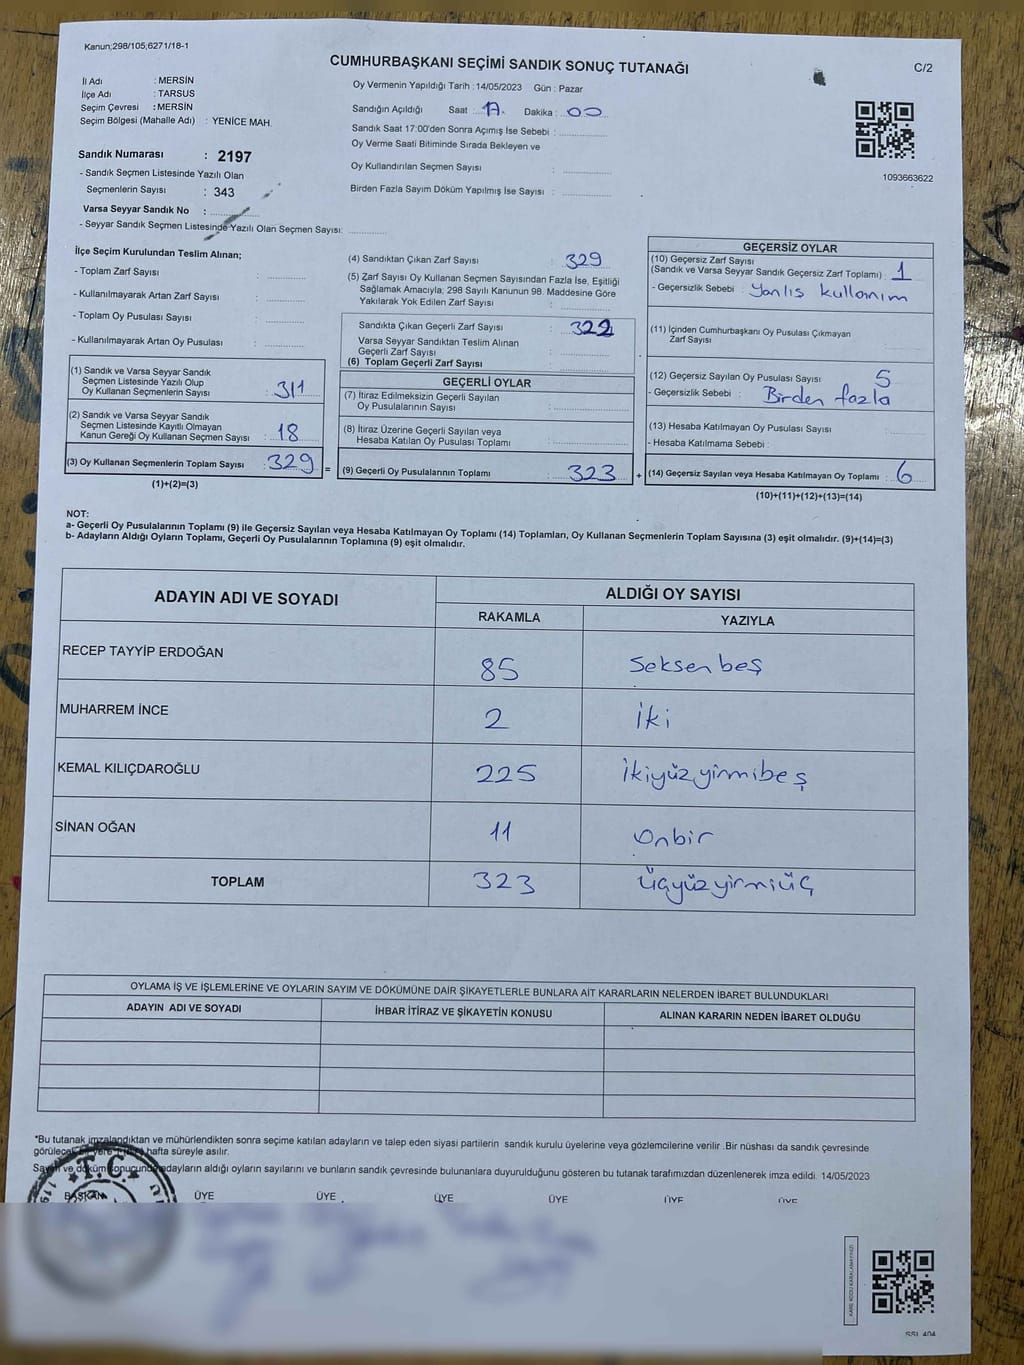 Kanun;298/105;6271/18-1
CUMHURBAŞKANI SEÇİMİ SANDIK SONUÇ TUTANAĞI
C/2
İl Adı : MERSİN
İlçe Adı : TARSUS
Seçim Çevresi : MERSİN
Seçim Bölgesi (Mahalle Adı) : YENİCE MAH.
Sandık Numarası : 2197
- Sandık Seçmen Listesinde Yazılı Olan
Seçmenlerin Sayısı : 343
Varsa Seyyar Sandık No :
- Seyyar Sandık Seçmen Listesinde Yazılı Olan Seçmen Sayısı:
Oy Vermenin Yapıldığı Tarih : 14/05/2023 Gün : Pazar
Sandığın Açıldığı Saat : 17. Dakika : 00
Sandık Saat 17:00'den Sonra Açımış İse Sebebi :
Oy Verme Saati Bitiminde Sırada Bekleyen ve
Oy Kullandırılan Seçmen Sayısı :
Birden Fazla Sayım Döküm Yapılmış İse Sayısı :
1093663622
İlçe Seçim Kurulundan Teslim Alınan;
- Toplam Zarf Sayısı :
- Kullanılmayarak Artan Zarf Sayısı :
- Toplam Oy Pusulası Sayısı :
- Kullanılmayarak Artan Oy Pusulası :
(1) Sandık ve Varsa Seyyar Sandık
Seçmen Listesinde Yazılı Olup
Oy Kullanan Seçmenlerin Sayısı : 311
(2) Sandık ve Varsa Seyyar Sandık
Seçmen Listesinde Kayıtlı Olmayan
Kanun Gereği Oy Kullanan Seçmen Sayısı : 18
(3) Oy Kullanan Seçmenlerin Toplam Sayısı : 329 =
(1)+(2)=(3)
(4) Sandıktan Çıkan Zarf Sayısı : 329
(5) Zarf Sayısı Oy Kullanan Seçmen Sayısından Fazla İse, Eşitliği
Sağlamak Amacıyla; 298 Sayılı Kanunun 98. Maddesine Göre
Yakılarak Yok Edilen Zarf Sayısı :
Sandıkta Çıkan Geçerli Zarf Sayısı :
Varsa Seyyar Sandıktan Teslim Alınan
Geçerli Zarf Sayısı :
(6) Toplam Geçerli Zarf Sayısı :
GEÇERLİ OYLAR
(7) İtiraz Edilmeksizin Geçerli Sayılan
Oy Pusulalarının Sayısı :
(8) İtiraz Üzerine Geçerli Sayılan veya
Hesaba Katılan Oy Pusulası Toplamı :
(9) Geçerli Oy Pusulalarının Toplamı : 323 +
GEÇERSİZ OYLAR
(10) Geçersiz Zarf Sayısı
(Sandık ve Varsa Seyyar Sandık Geçersiz Zarf Toplamı) : 1
- Geçersizlik Sebebi : Yanlış kullanım
(11) İçinden Cumhurbaşkanı Oy Pusulası Çıkmayan
Zarf Sayısı :
(12) Geçersiz Sayılan Oy Pusulası Sayısı : 5
- Geçersizlik Sebebi : Birden fazla
(13) Hesaba Katılmayan Oy Pusulası Sayısı :
- Hesaba Katılmama Sebebi :
(14) Geçersiz Sayılan veya Hesaba Katılmayan Oy Toplamı : 6
(10)+(11)+(12)+(13)=(14)
NOT:
a- Geçerli Oy Pusulalarının Toplamı (9) ile Geçersiz Sayılan veya Hesaba Katılmayan Oy Toplamı (14) Toplamları, Oy Kullanan Seçmenlerin Toplam Sayısına (3) eşit olmalıdır. (9)+(14)=(3)
b- Adayların Aldığı Oyların Toplamı, Geçerli Oy Pusulalarının Toplamına (9) eşit olmalıdır.
ADAYIN ADI VE SOYADI
ALDIĞI OY SAYISI
RAKAMLA YAZIYLA
RECEP TAYYİP ERDOĞAN 85 Seksen beş
MUHARREM İNCE 2 İki
KEMAL KILIÇDAROĞLU 225 İkiyüzyirmibeş
SİNAN OĞAN 11 Onbir
TOPLAM 323 Üçyüzyirmiüç
OYLAMA İŞ VE İŞLEMLERİNE VE OYLARIN SAYIM VE DÖKÜMÜNE DAİR ŞİKAYETLERLE BUNLARA AİT KARARLARIN NELERDEN İBARET BULUNDUKLARI
ADAYIN ADI VE SOYADI İHBAR İTİRAZ VE ŞİKAYETİN KONUSU ALINAN KARARIN NEDEN İBARET OLDUĞU
*Bu tutanak imzalandıktan ve mühürlendikten sonra seçime katılan adayların ve talep eden siyasi partilerin sandık kurulu üyelerine veya gözlemcilerine verilir .Bir nüshası da sandık çevresinde
görülecek bir yere hafta süreyle asılır.
Sayım ve döküm sonucunda adayların aldığı oyların sayılarını ve bunların sandık çevresinde bulunanlara duyurulduğunu gösteren bu tutanak tarafımızdan düzenlenerek imza edildi. 14/05/2023
BAŞKAN ÜYE ÜYE ÜYE ÜYE ÜYE ÜYE
T.C.